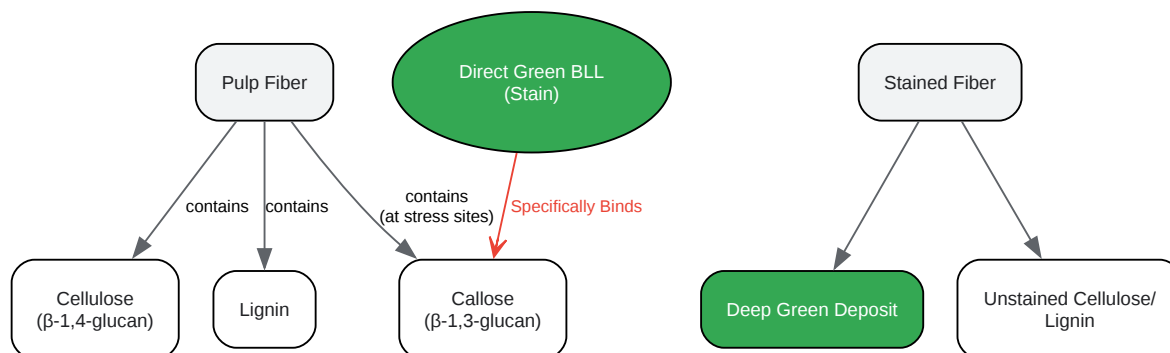 Direct Green BLL
(Stain)
Pulp Fiber
Stained Fiber
contains
contains
contains
(at stress sites)
Specifically Binds
Cellulose
(β-1,4-glucan)
Lignin
Callose
(β-1,3-glucan)
Deep Green Deposit
Unstained Cellulose/
Lignin